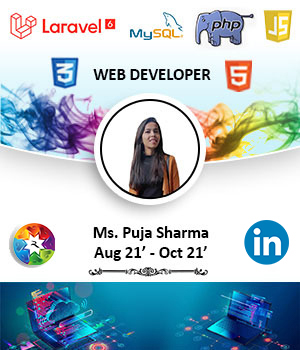 Laravel 6
MySQL
php
JS
3
WEB DEVELOPER
5
Ms. Puja Sharma
Aug 21’ - Oct 21’
in